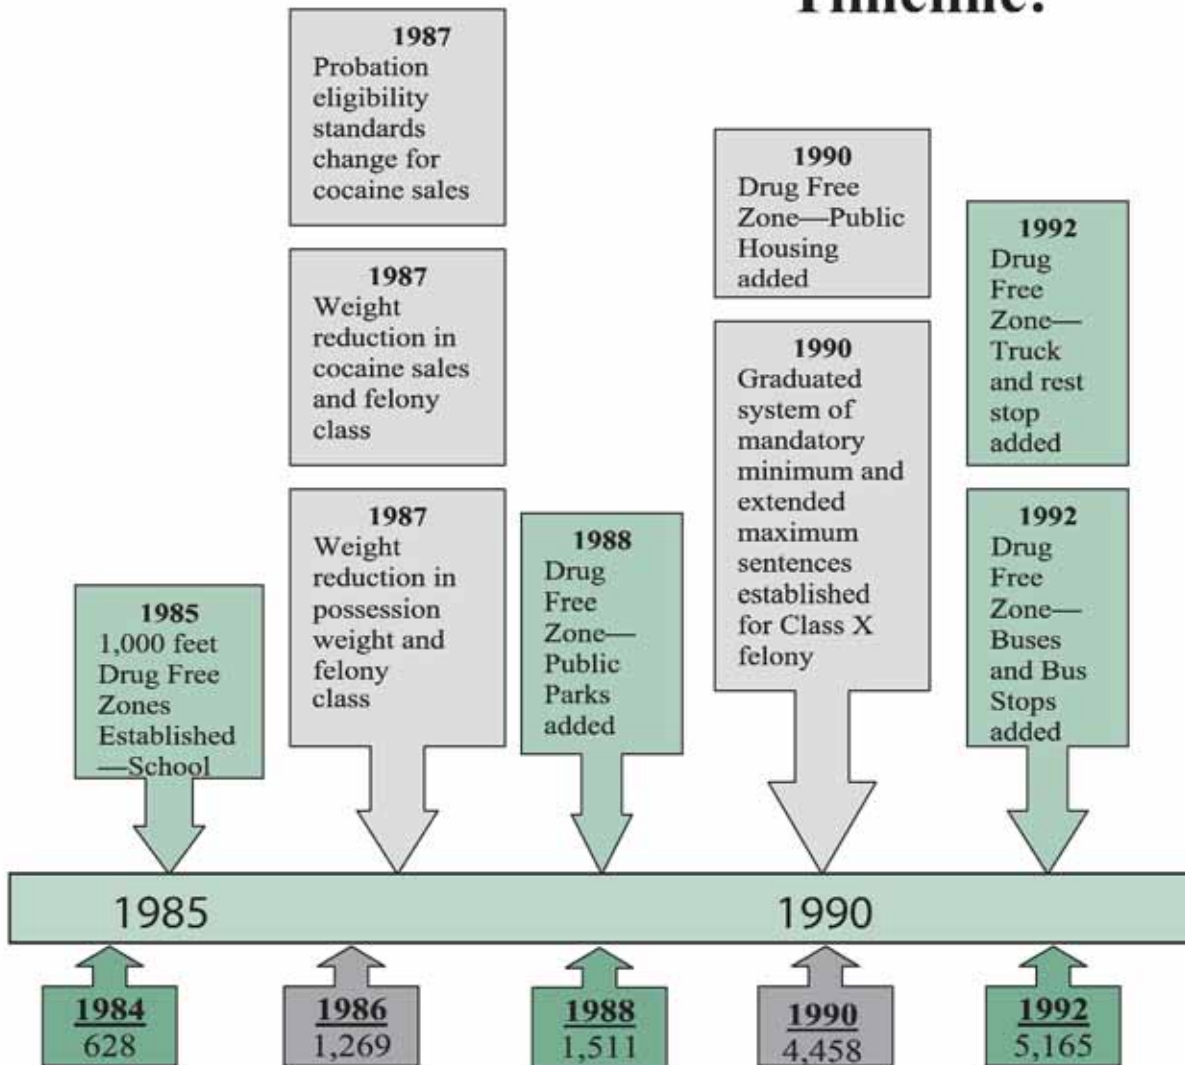 Timeline:
1987
Probation
eligibility
standards
change for
cocaine sales
1987
Weight
reduction in
cocaine sales
and felony
class
1987
Weight
reduction in
possession
weight and
felony
class
1985
1,000 feet
Drug Free
Zones
Established
—School
1988
Drug
Free
Zone—
Public
Parks
added
1990
Drug Free
Zone—Public
Housing
added
1990
Graduated
system of
mandatory
minimum and
extended
maximum
sentences
established
for Class X
felony
1992
Drug
Free
Zone—
Truck
and rest
stop
added
1992
Drug
Free
Zone—
Buses
and Bus
Stops
added
1985
1990
1984
628
1986
1,269
1988
1,511
1990
4,458
1992
5,165